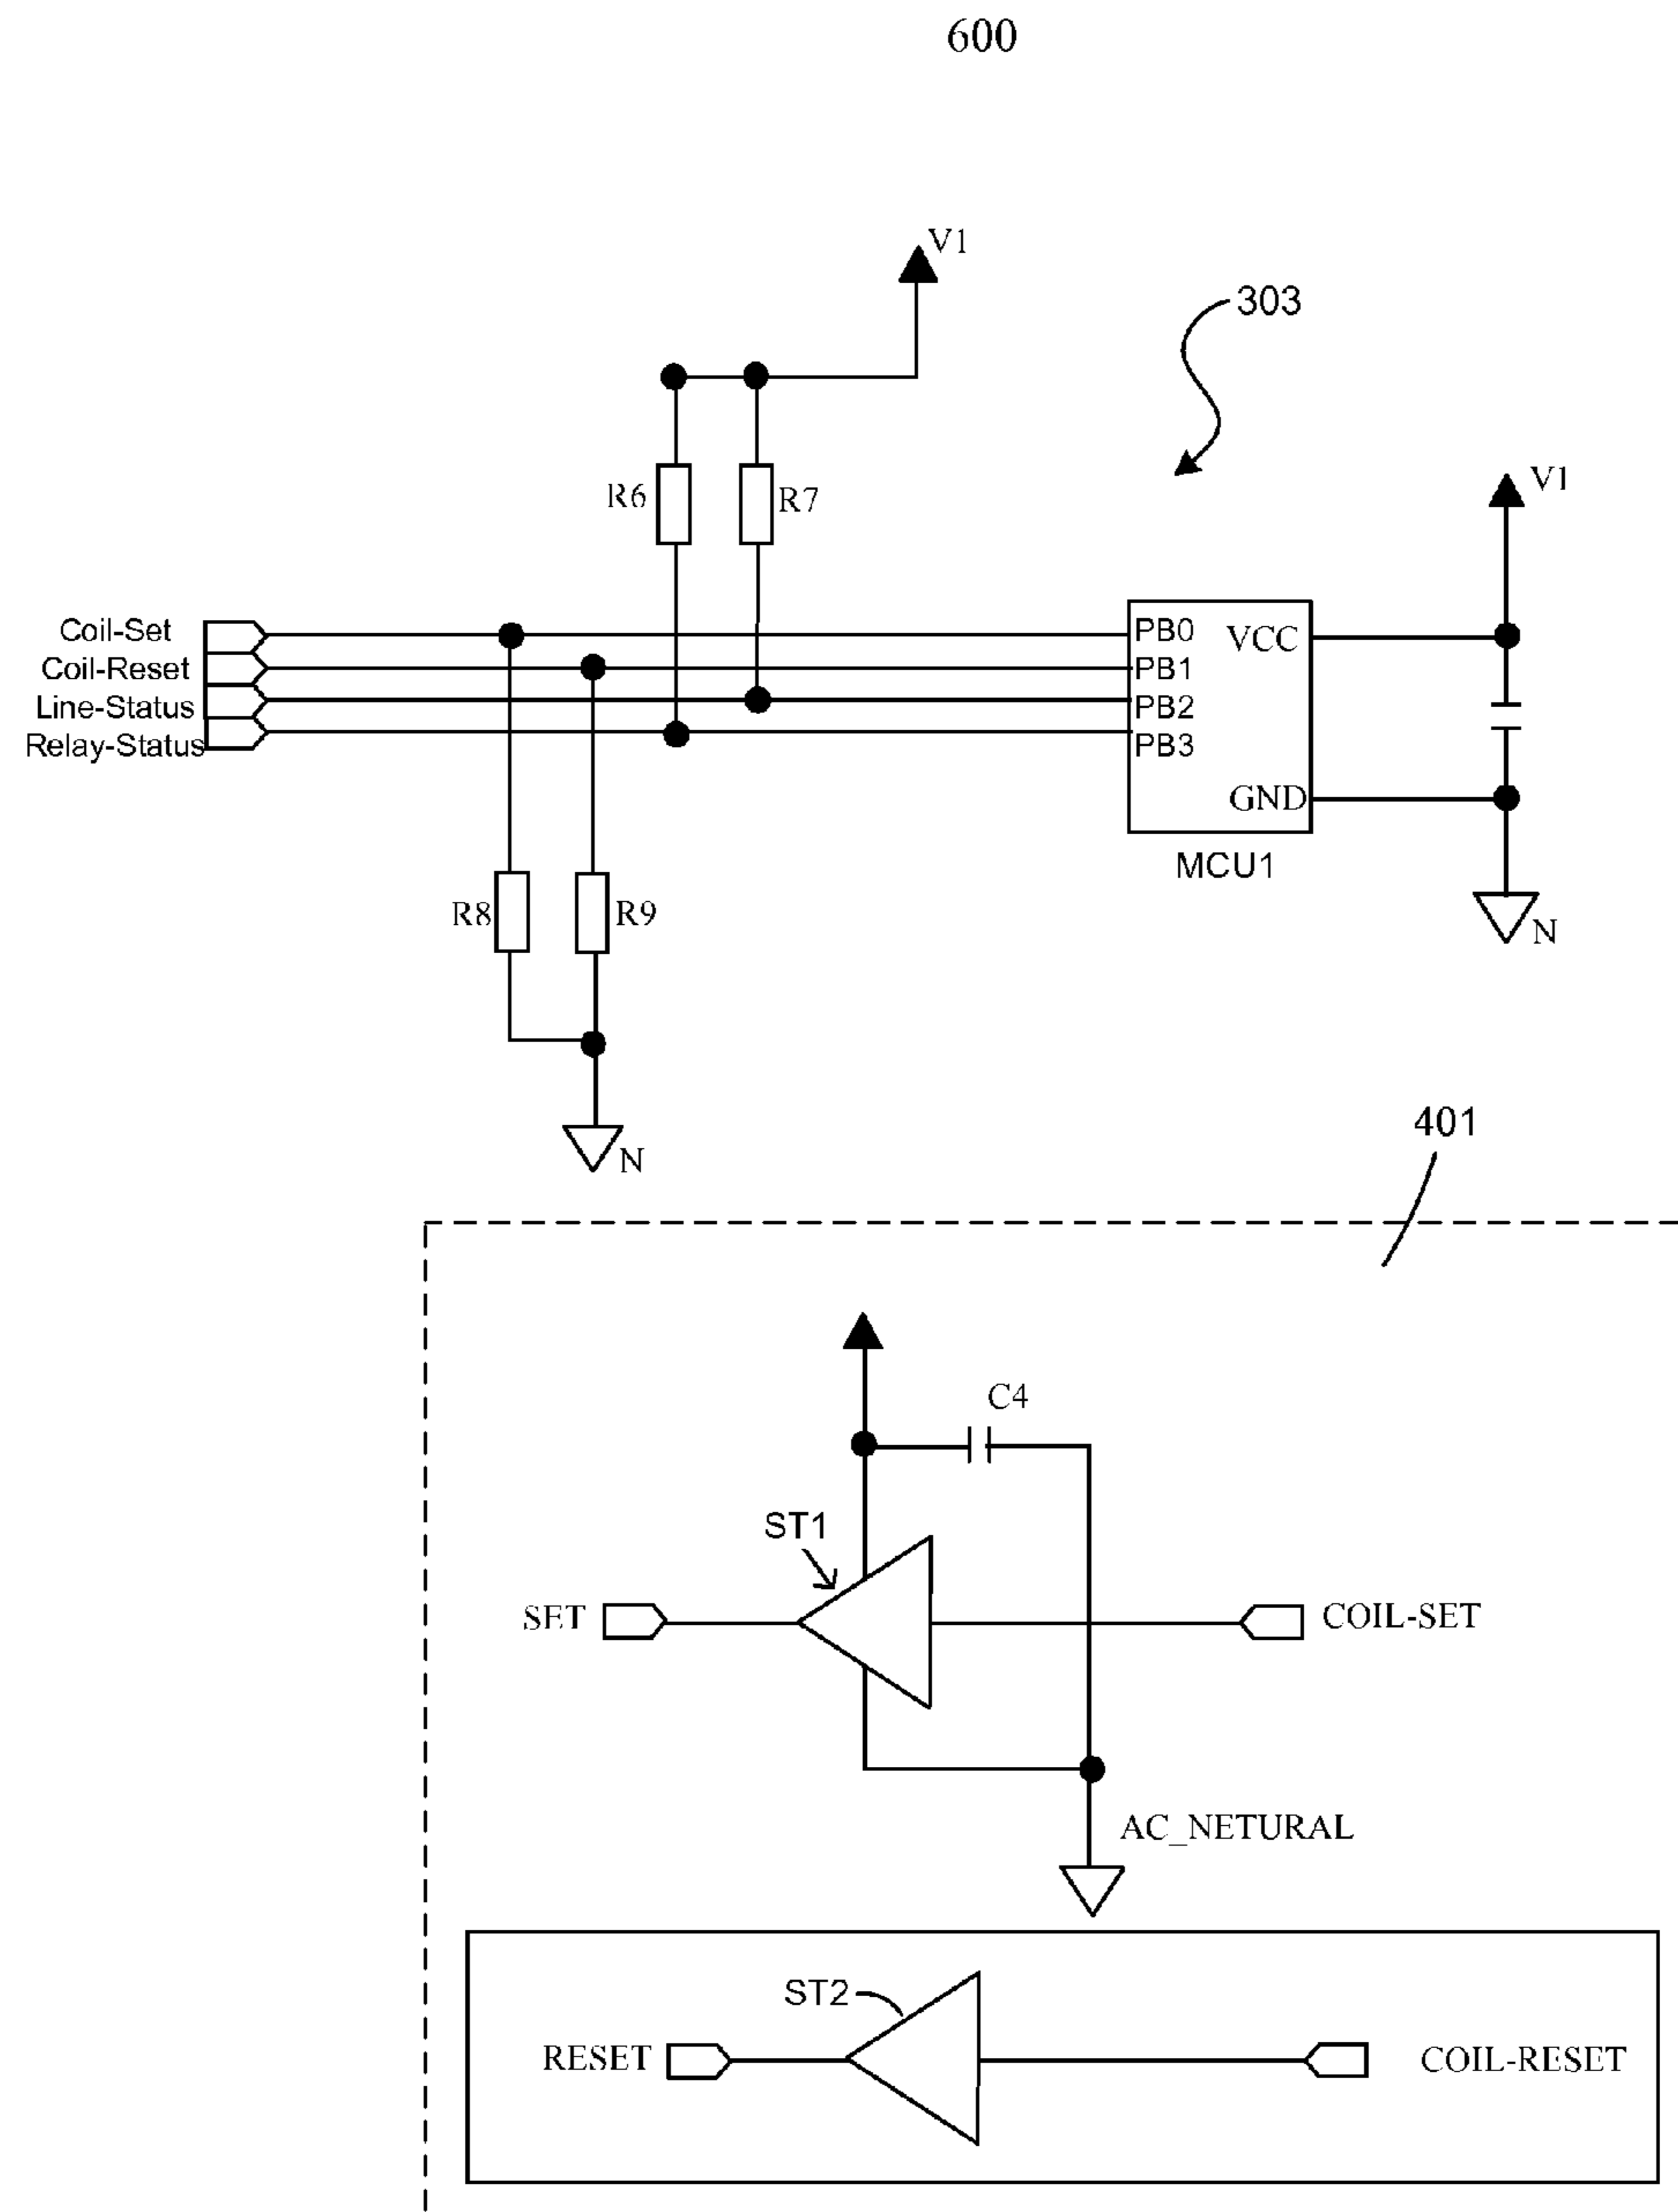 600
V1
303
R6
R7
V1
Coil-Set
Coil-Reset
Line-Status
Relay-Status
PB0
PB1
PB2
PB3
VCC
GND
MCU1
R8
R9
N
N
401
C4
ST1
SET
COIL-SET
AC_NETURAL
ST2
RESET
COIL-RESET